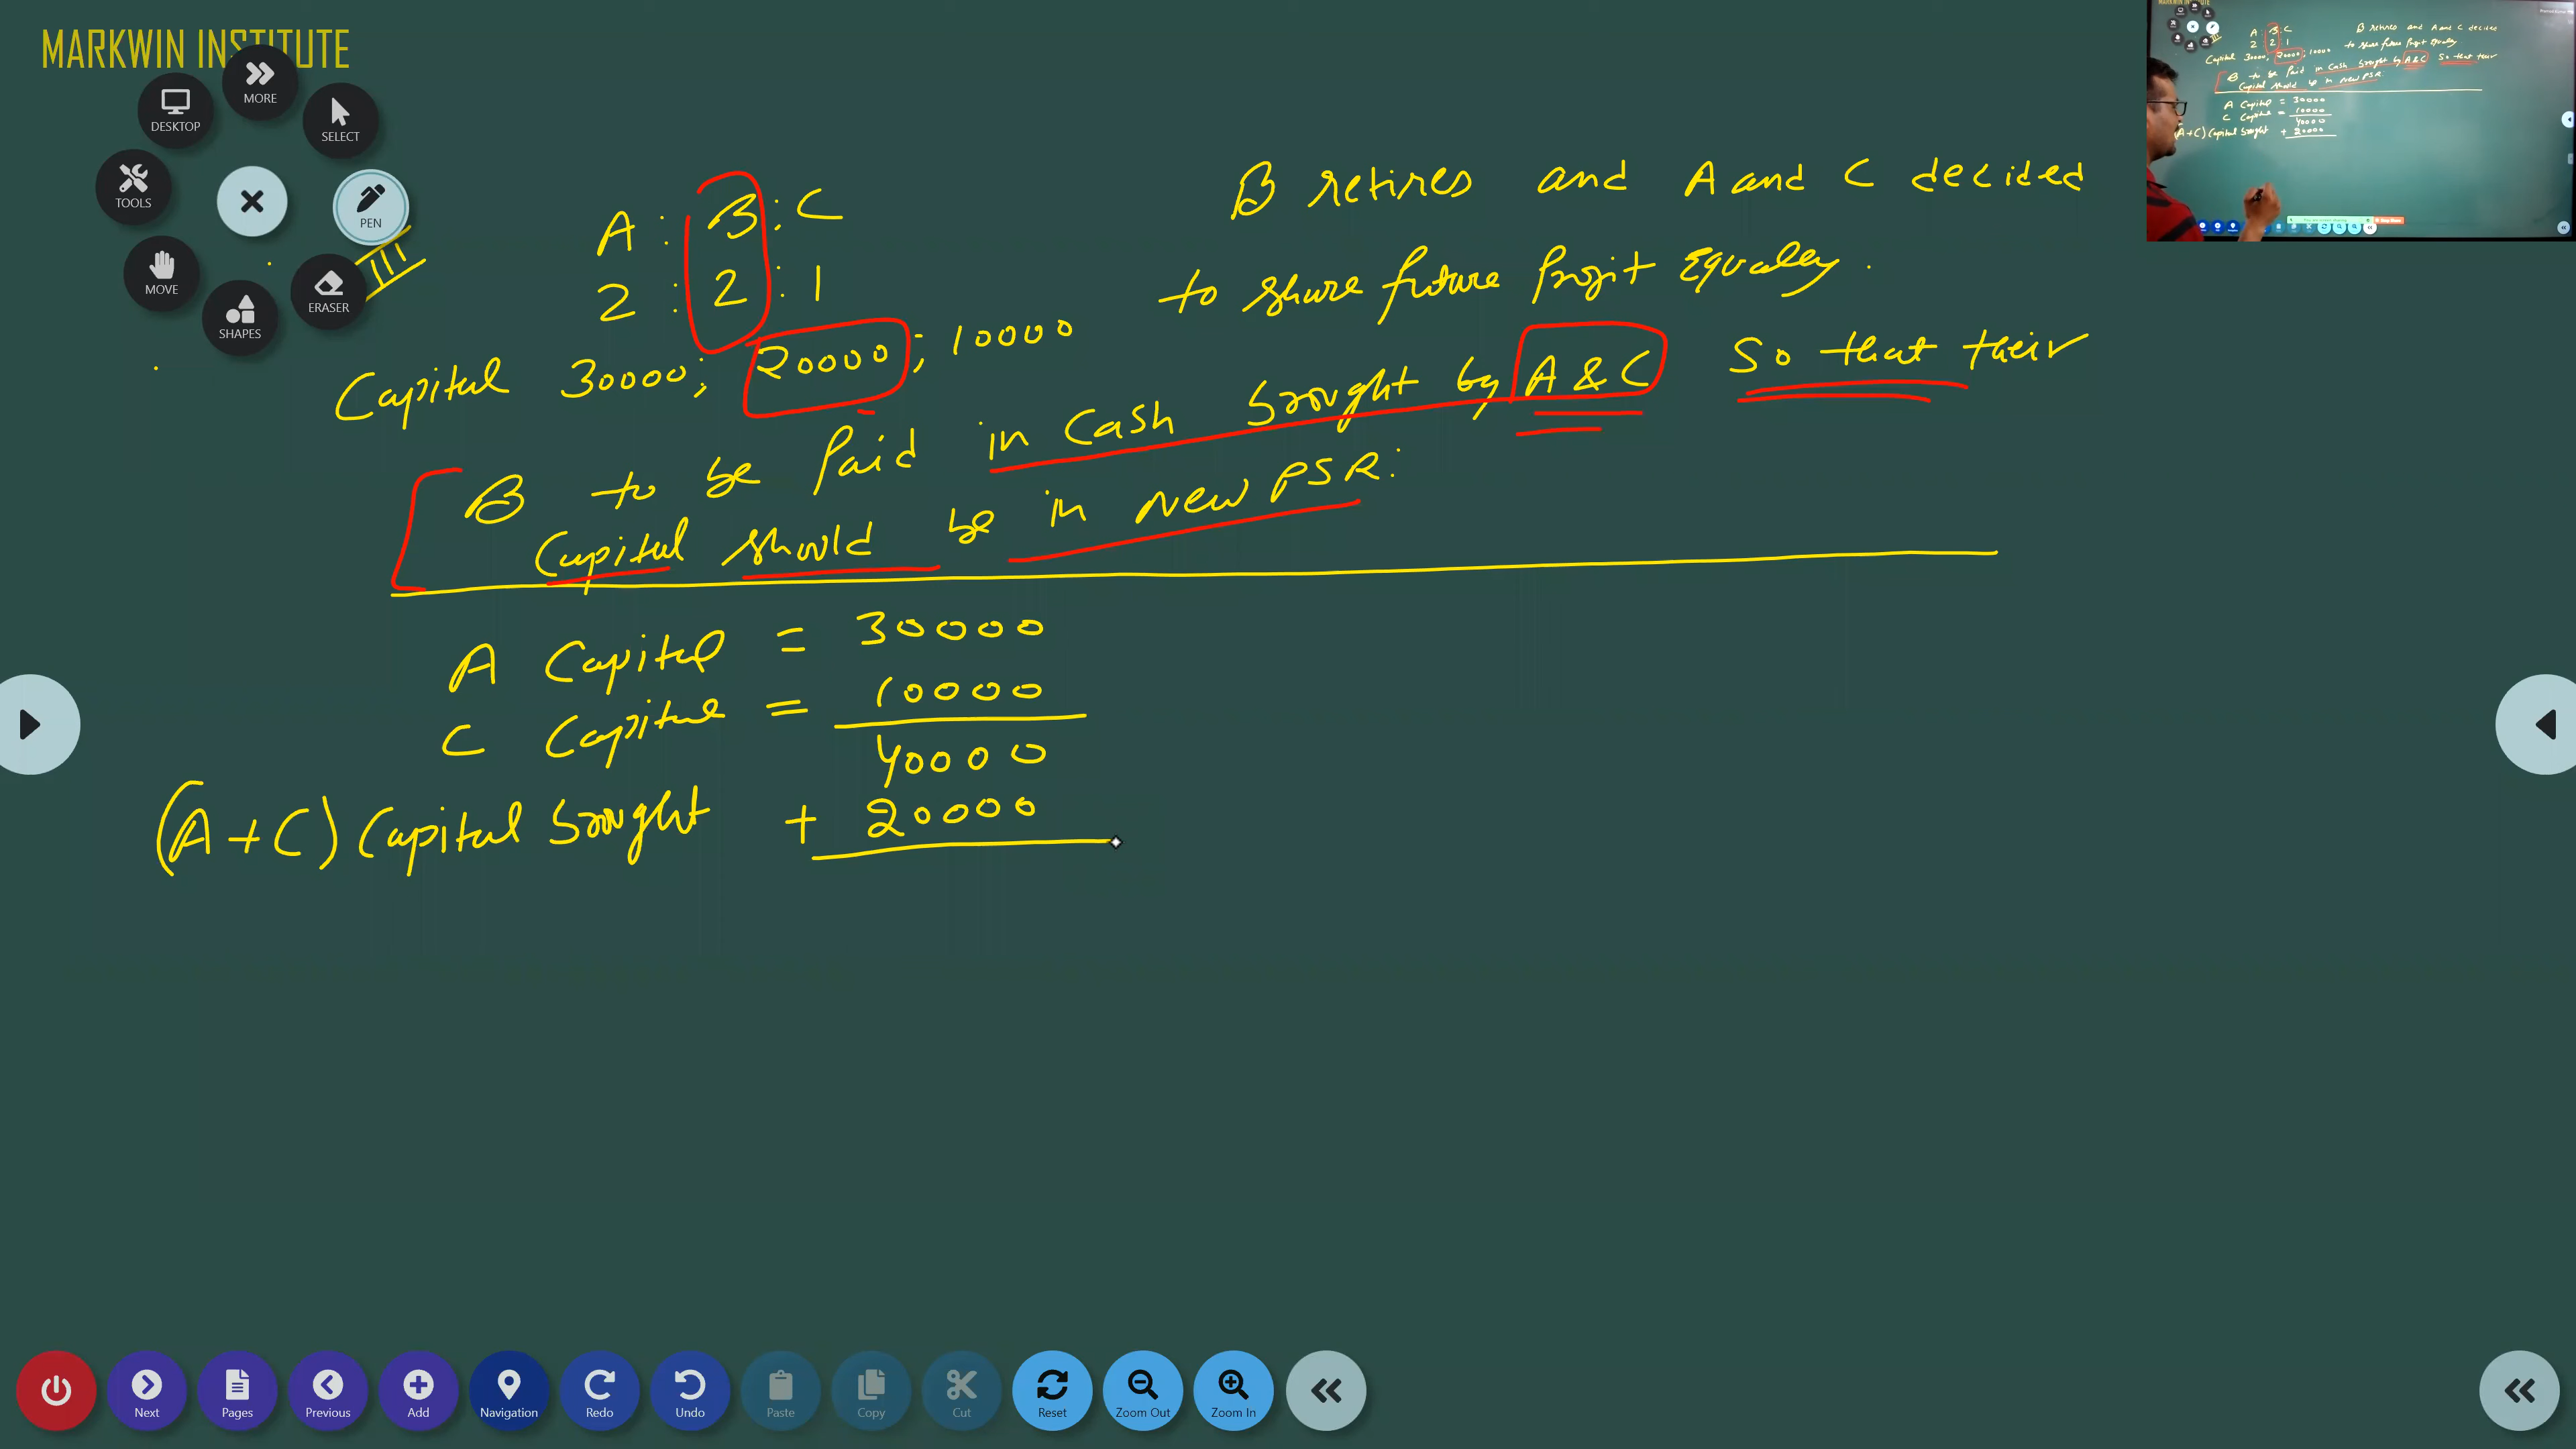 MARKWIN INSTITUTE
MORE
DESKTOP
SELECT
TOOLS
PEN
MOVE
ERASER
SHAPES
III
A : B : C
2 : 2 : 1
Capital 30000; 20000; 10000
B retires and A and C decided
to share future Profit Equally.
B to be Paid in Cash brought by A & C So that their
Capital should be in new PSR:
A Capital = 30000
C Capital = 10000
40000
(A+C) Capital brought + 20000
Next
Pages
Previous
Add
Navigation
Redo
Undo
Paste
Copy
Cut
Reset
Zoom Out
Zoom In